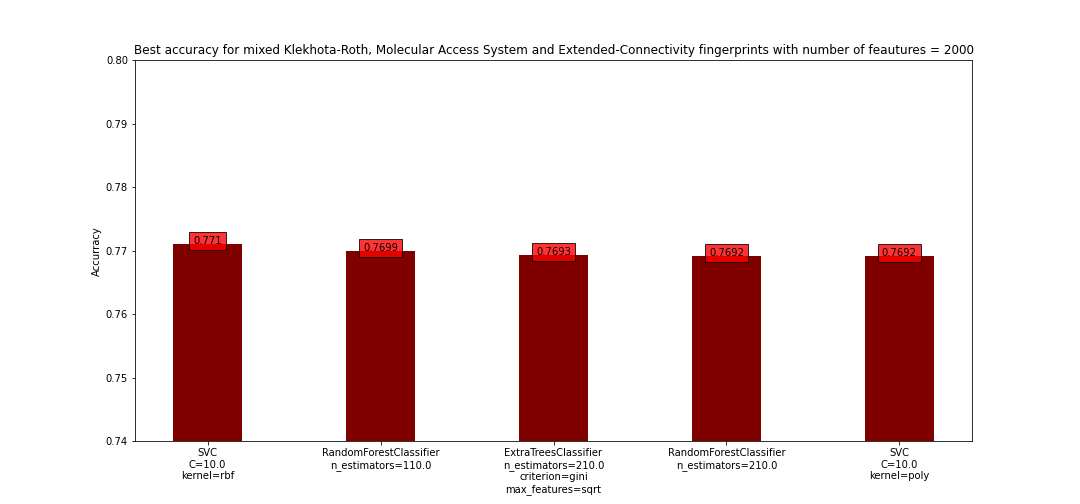 Best accuracy for mixed Klekhota-Roth, Molecular Access System and Extended-Connectivity fingerprints with number of feautures = 2000
0.80
0.79
0.78
0.77
0.76
0.75
0.74
Accurracy
0.771
0.7699
0.7693
0.7692
0.7692
SVC
C=10.0
kernel=rbf
RandomForestClassifier
n_estimators=110.0
ExtraTreesClassifier
n_estimators=210.0
criterion=gini
max_features=sqrt
RandomForestClassifier
n_estimators=210.0
SVC
C=10.0
kernel=poly